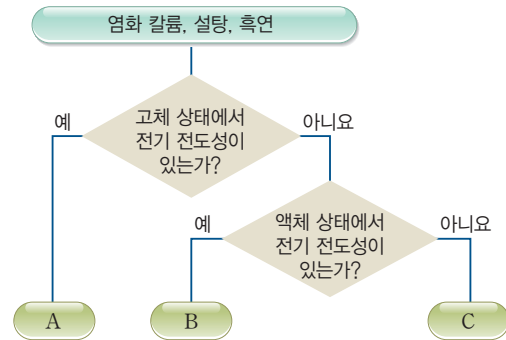 염화 칼륨, 설탕, 흑연
고체 상태에서
전기 전도성이
있는가?
예
아니요
액체 상태에서
전기 전도성이
있는가?
예
아니요
A
B
C